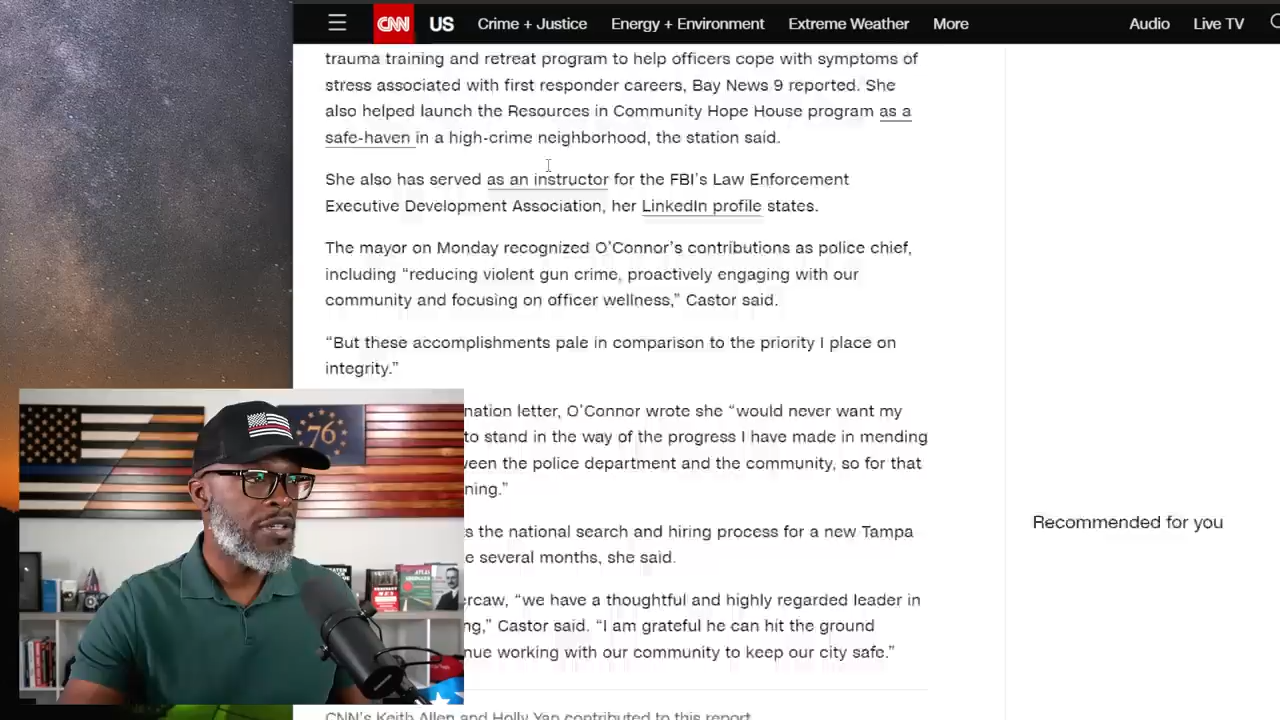 CNN US Crime + Justice Energy + Environment Extreme Weather More Audio Live TV
trauma training and retreat program to help officers cope with symptoms of
stress associated with first responder careers, Bay News 9 reported. She
also helped launch the Resources in Community Hope House program as a
safe-haven in a high-crime neighborhood, the station said.
She also has served as an instructor for the FBI’s Law Enforcement
Executive Development Association, her LinkedIn profile states.
The mayor on Monday recognized O’Connor’s contributions as police chief,
including “reducing violent gun crime, proactively engaging with our
community and focusing on officer wellness,” Castor said.
“But these accomplishments pale in comparison to the priority I place on
integrity.”
nation letter, O’Connor wrote she “would never want my
to stand in the way of the progress I have made in mending
ween the police department and the community, so for that
ning.”
s the national search and hiring process for a new Tampa
e several months, she said.
ercaw, “we have a thoughtful and highly regarded leader in
ng,” Castor said. “I am grateful he can hit the ground
nue working with our community to keep our city safe.”
CNN’s Keith Allen and Holly Yan contributed to this report.
Recommended for you
76